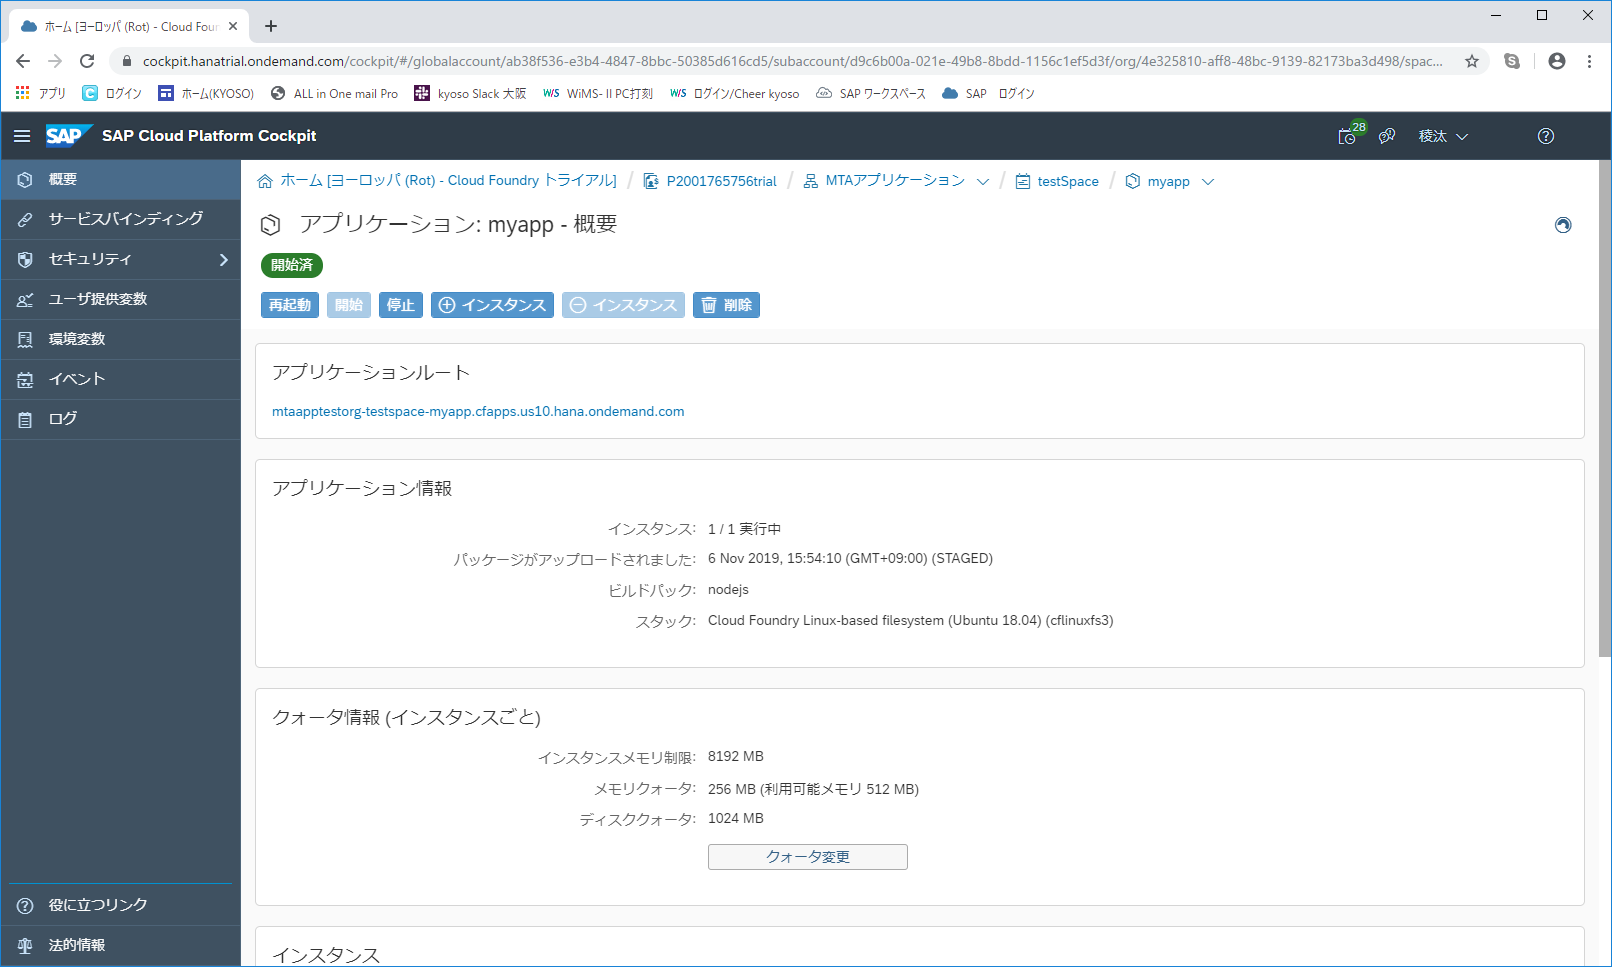 ホーム [ヨーロッパ (Rot) - Cloud Foun
cockpit.hanatrial.ondemand.com/cockpit/#/globalaccount/ab38f536-e3b4-4847-8bbc-50385d616cd5/subaccount/d9c6b00a-021e-49b8-8bdd-1156c1ef5d3f/org/4e325810-aff8-48bc-9139-82173ba3d498/spac...
アプリ ログイン ホーム(KYOSO) ALL in One mail Pro kyoso Slack 大阪 WiS WiMS-ⅡPC打刻 WiS ログイン/Cheer kyoso SAP ワークスペース SAP ログイン
SAP SAP Cloud Platform Cockpit 28 稜汰
概要
サービスバインディング
セキュリティ
ユーザ提供変数
環境変数
イベント
ログ
役に立つリンク
法的情報
ホーム [ヨーロッパ (Rot) - Cloud Foundry トライアル] / P2001765756trial / MTAアプリケーション / testSpace / myapp
アプリケーション: myapp - 概要
開始済
再起動 開始 停止 インスタンス インスタンス 削除
アプリケーションルート
mtaapptestorg-testspace-myapp.cfapps.us10.hana.ondemand.com
アプリケーション情報
インスタンス: 1 / 1 実行中
パッケージがアップロードされました: 6 Nov 2019, 15:54:10 (GMT+09:00) (STAGED)
ビルドパック: nodejs
スタック: Cloud Foundry Linux-based filesystem (Ubuntu 18.04) (cflinuxfs3)
クォータ情報 (インスタンスごと)
インスタンスメモリ制限: 8192 MB
メモリクォータ: 256 MB (利用可能メモリ 512 MB)
ディスククォータ: 1024 MB
クォータ変更
インスタンス